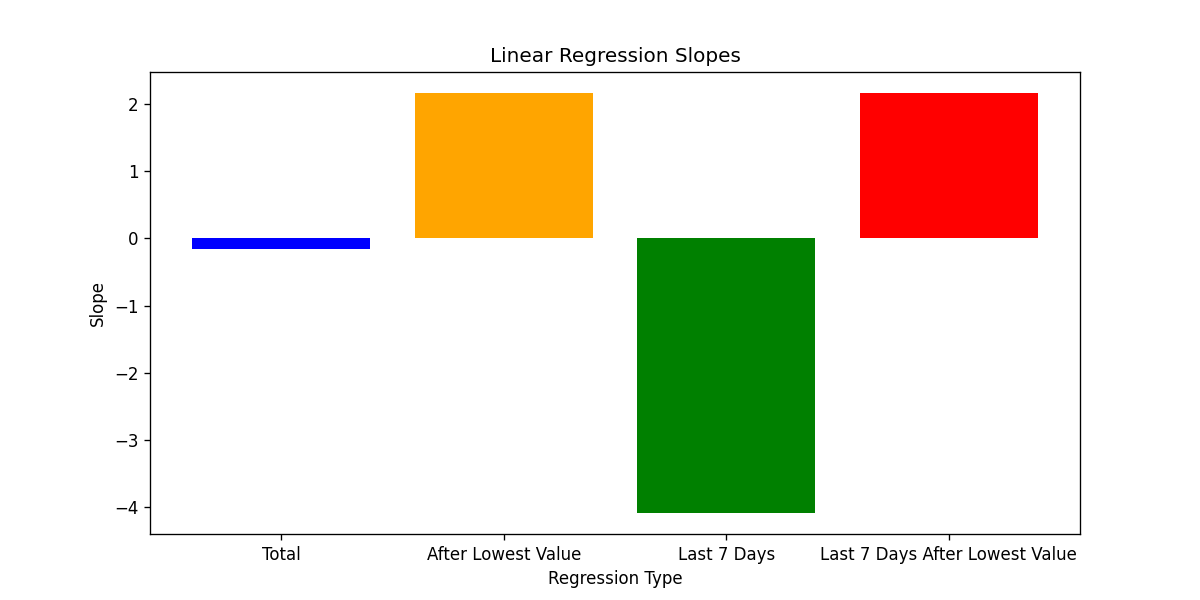 Linear Regression Slopes
2
1
0
−1
−2
−3
−4
Slope
Total
After Lowest Value
Last 7 Days
Last 7 Days After Lowest Value
Regression Type